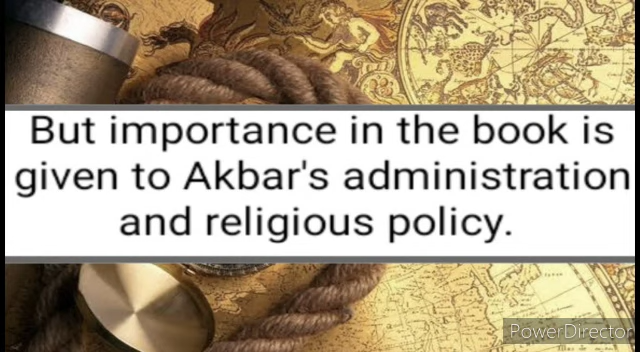 But importance in the book is
given to Akbar's administration
and religious policy.
PowerDirector